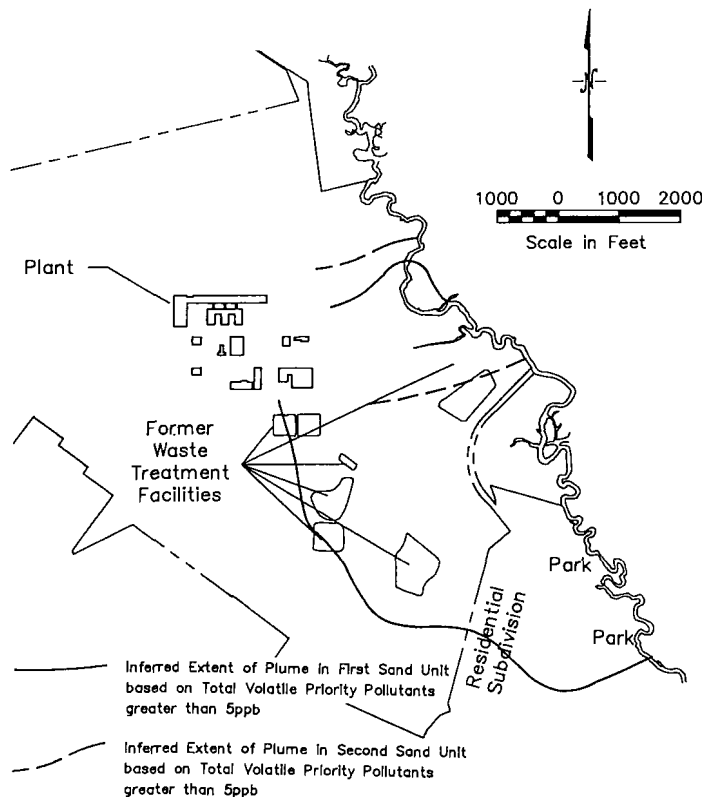 N
1000 0 1000 2000
Scale in Feet
Plant
Former
Waste
Treatment
Facilities
Park
Park
Residential
Subdivision
Inferred Extent of Plume in First Sand Unit
based on Total Volatile Priority Pollutants
greater than 5ppb
Inferred Extent of Plume in Second Sand Unit
based on Total Volatile Priority Pollutants
greater than 5ppb